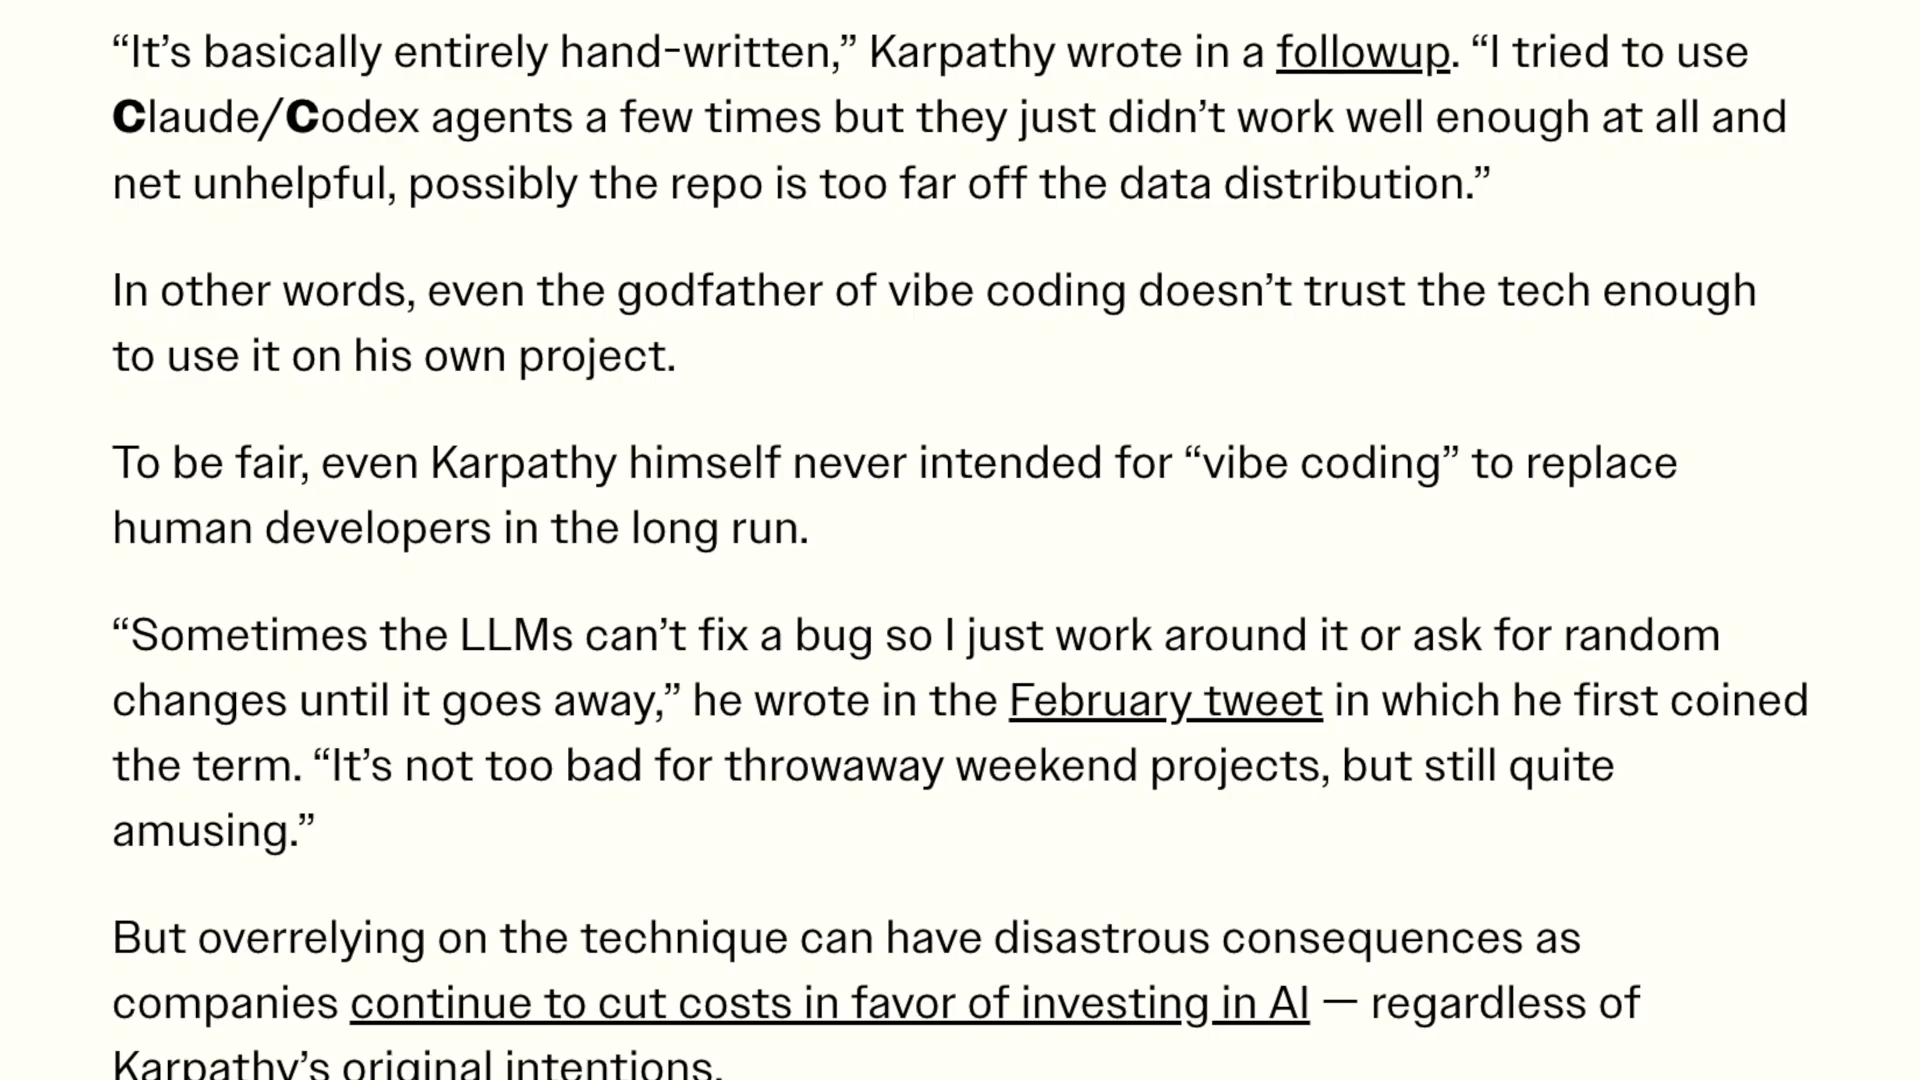 “It’s basically entirely hand-written,” Karpathy wrote in a followup. “I tried to use
Claude/Codex agents a few times but they just didn’t work well enough at all and
net unhelpful, possibly the repo is too far off the data distribution.”
In other words, even the godfather of vibe coding doesn’t trust the tech enough
to use it on his own project.
To be fair, even Karpathy himself never intended for “vibe coding” to replace
human developers in the long run.
“Sometimes the LLMs can’t fix a bug so I just work around it or ask for random
changes until it goes away,” he wrote in the February tweet in which he first coined
the term. “It’s not too bad for throwaway weekend projects, but still quite
amusing.”
But overrelying on the technique can have disastrous consequences as
companies continue to cut costs in favor of investing in AI — regardless of
Karpathy’s original intentions.